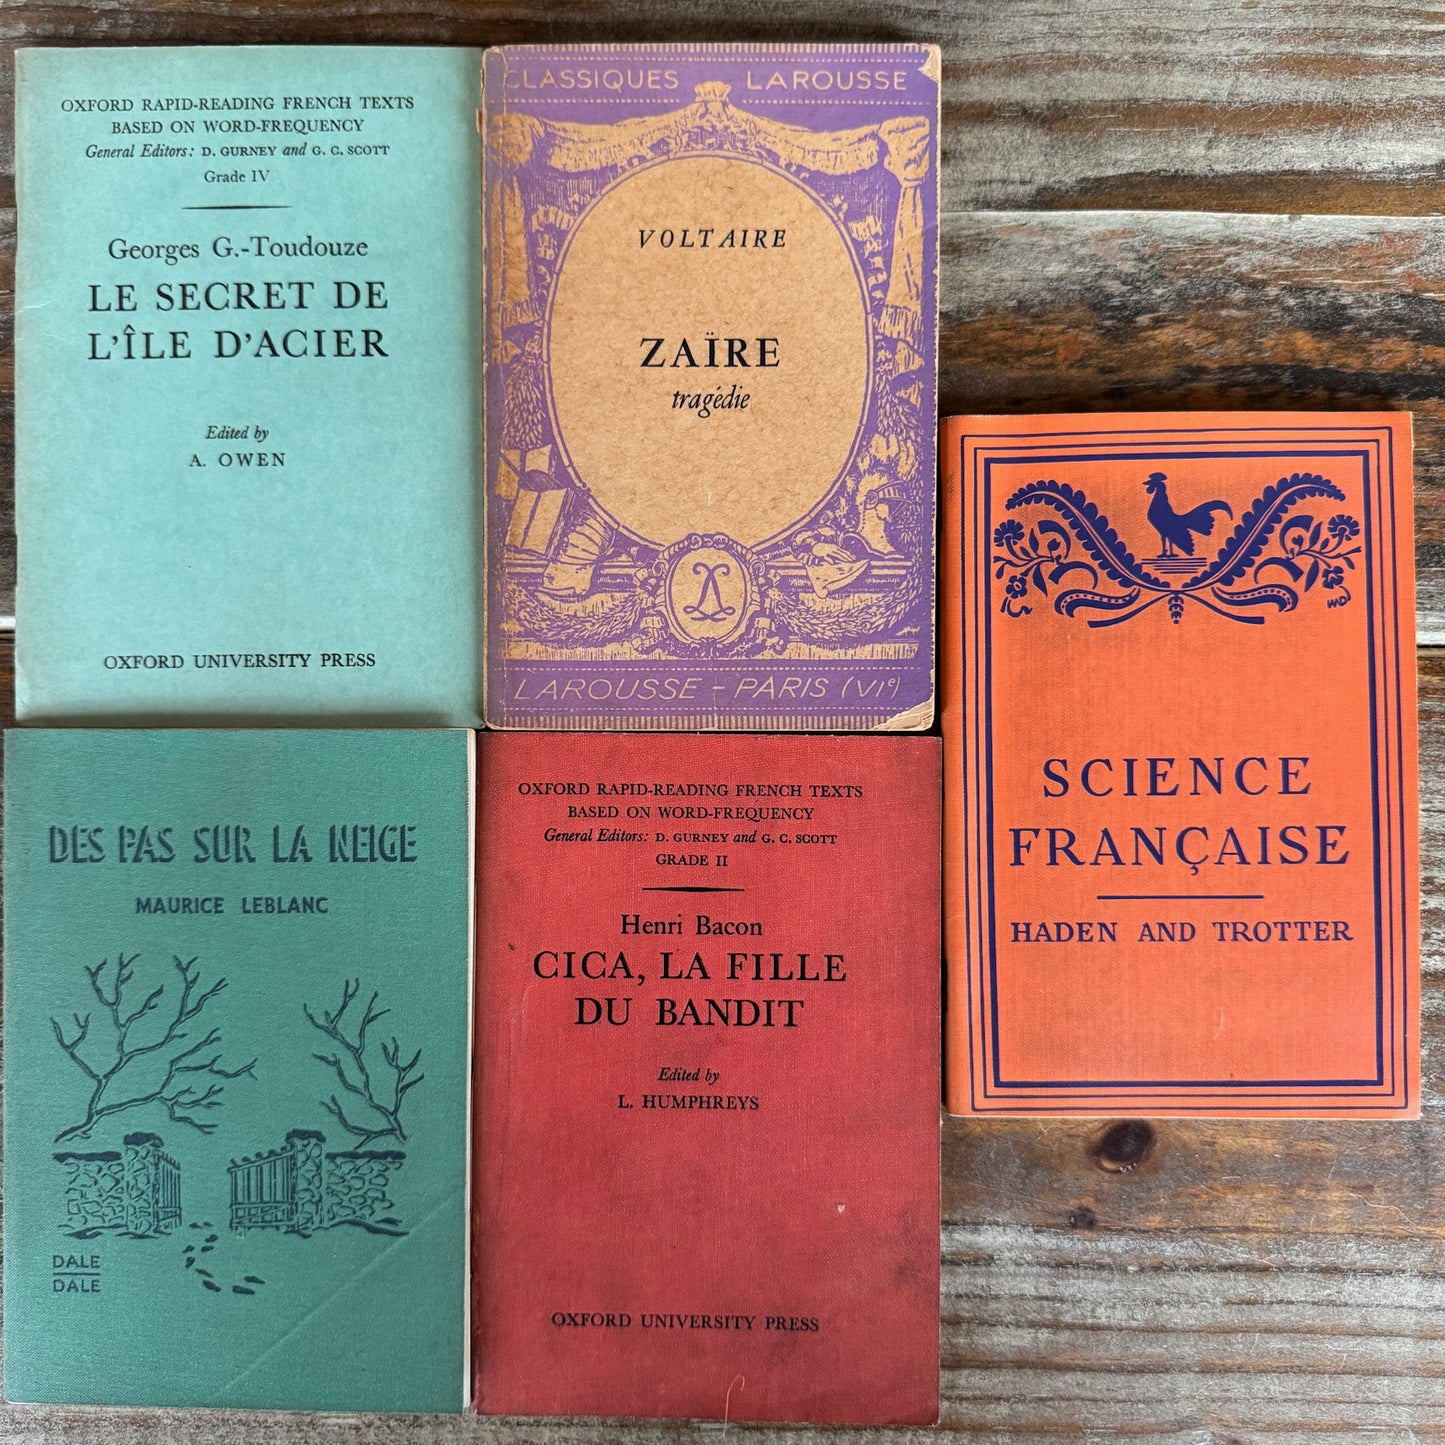 OXFORD RAPID-READING FRENCH TEXTS
BASED ON WORD-FREQUENCY
General Editors: D. GURNEY and G. C. SCOTT
Grade IV
Georges G.-Toudouze
LE SECRET DE
L'ÎLE D'ACIER
Edited by
A. OWEN
OXFORD UNIVERSITY PRESS
CLASSIQUES LAROUSSE
VOLTAIRE
ZAÏRE
tragédie
LAROUSSE - PARIS (VIe)
DES PAS SUR LA NEIGE
MAURICE LEBLANC
DALE
DALE
OXFORD RAPID-READING FRENCH TEXTS
BASED ON WORD-FREQUENCY
General Editors: D. GURNEY and G. C. SCOTT
GRADE II
Henri Bacon
CICA, LA FILLE
DU BANDIT
Edited by
L. HUMPHREYS
OXFORD UNIVERSITY PRESS
SCIENCE
FRANÇAISE
HADEN AND TROTTER